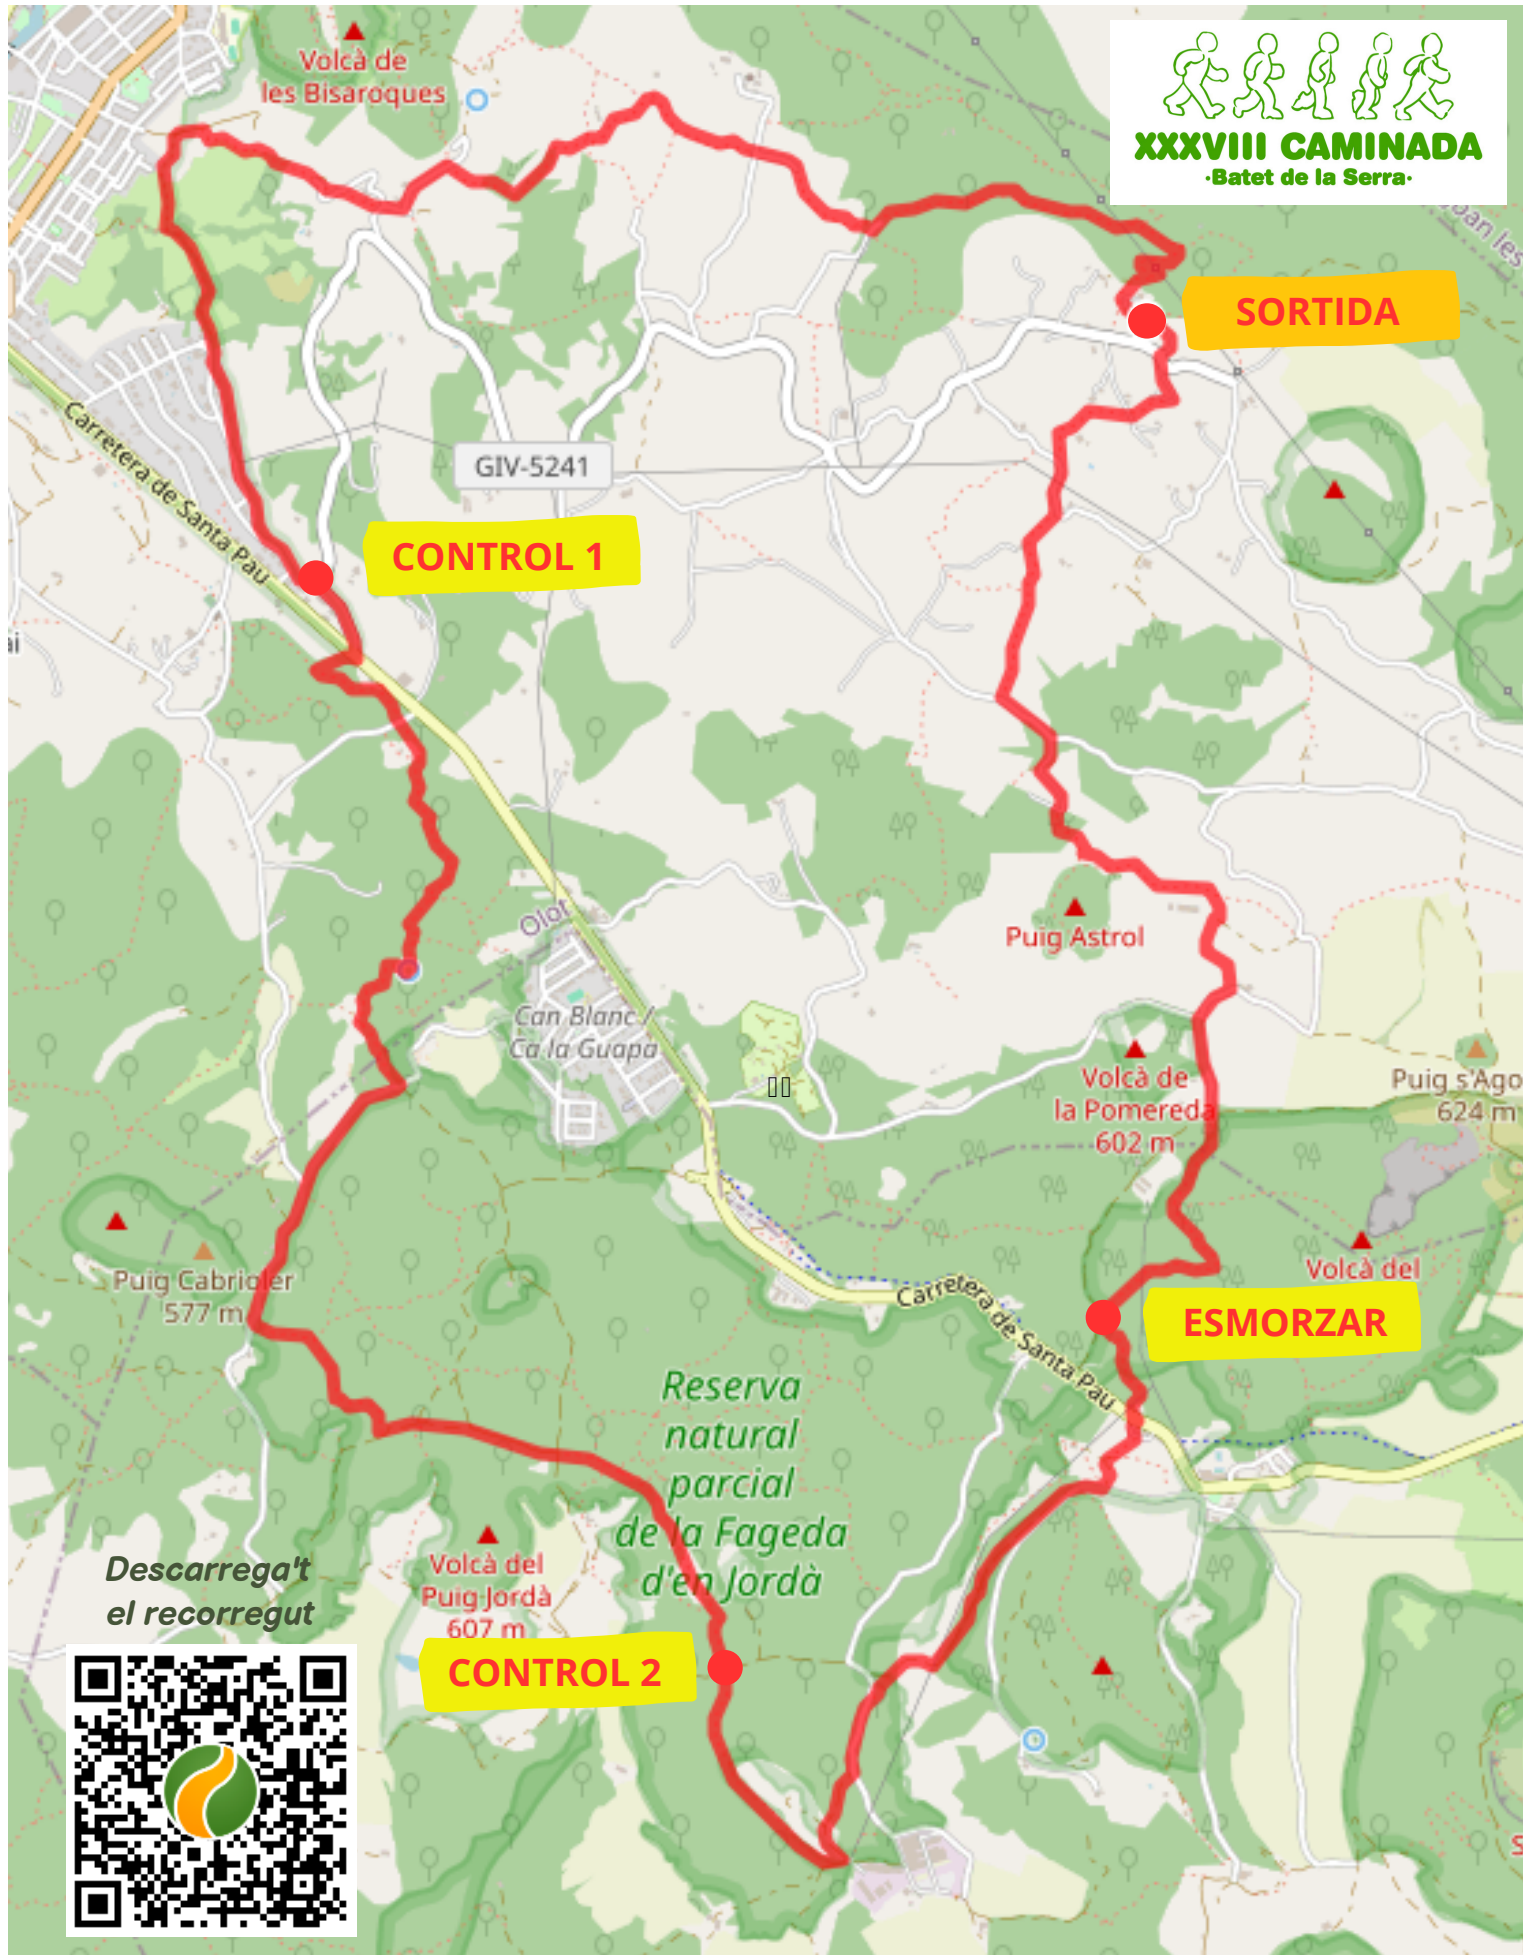 Volcà de
les Bisaroques
XXXVIII CAMINADA
·Batet de la Serra·
SORTIDA
Carretera de Santa Pau
GIV-5241
CONTROL 1
Puig Astrol
Olot
Can Blanc /
Ca la Guapa
Volcà de
la Pomereda
602 m
Puig s'Ago
624 m
Puig Cabrioler
577 m
Volcà del
Carretera de Santa Pau
ESMORZAR
Reserva
natural
parcial
de la Fageda
d'en Jordà
Volcà del
Puig Jordà
607 m
CONTROL 2
Descarrega't
el recorregut